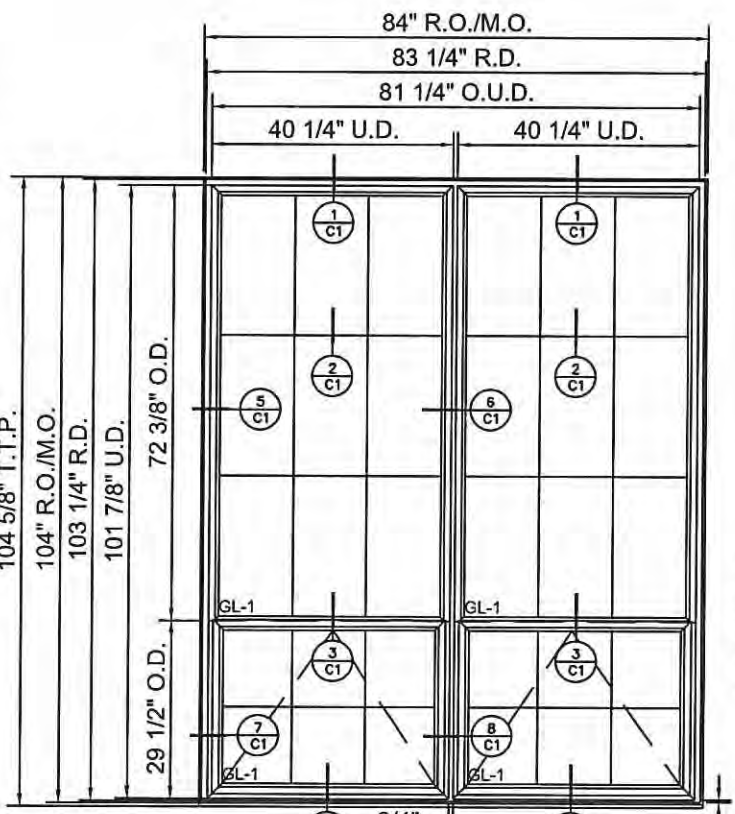 84" R.O./M.O.
83 1/4" R.D.
81 1/4" O.U.D.
40 1/4" U.D.
40 1/4" U.D.
104 5/8" T.T.P.
104" R.O./M.O.
103 1/4" R.D.
101 7/8" U.D.
72 3/8" O.D.
29 1/2" O.D.
1
C1
1
C1
2
C1
2
C1
5
C1
6
C1
GL-1
GL-1
3
C1
3
C1
7
C1
8
C1
GL-1
GL-1